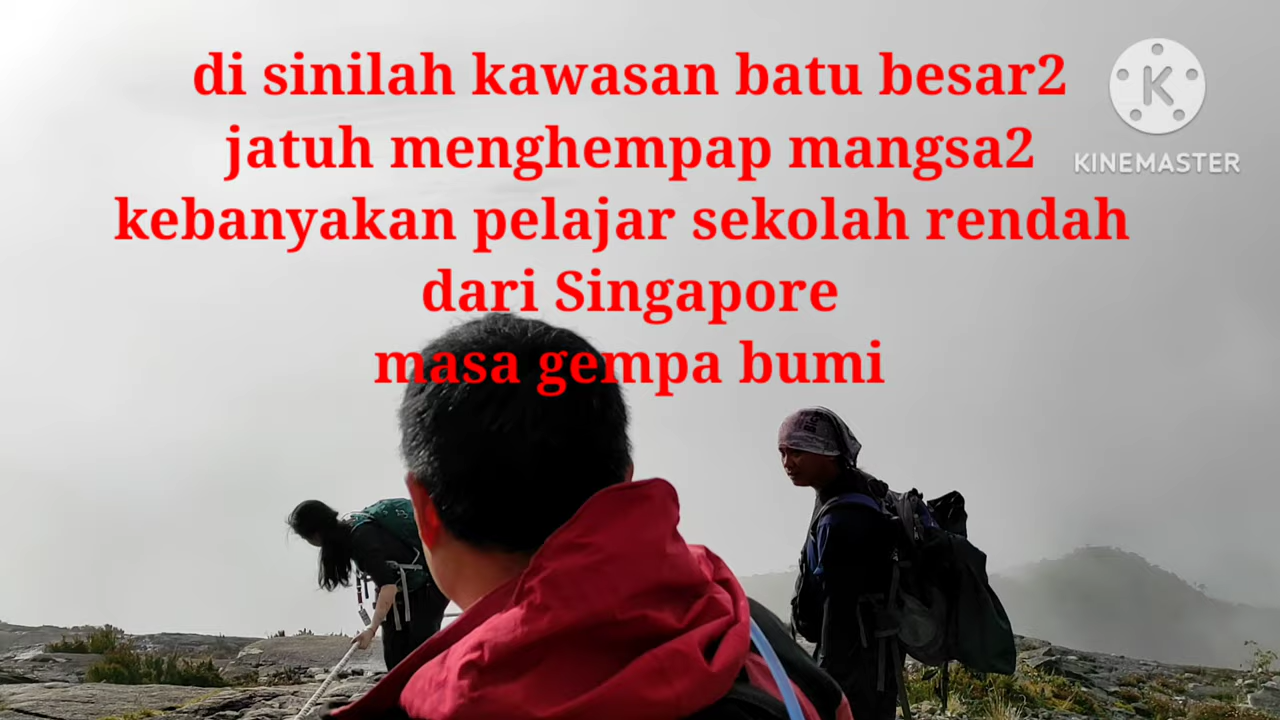 di sinilah kawasan batu besar2
jatuh menghempap mangsa2
kebanyakan pelajar sekolah rendah
dari Singapore
masa gempa bumi
K
KINEMASTER